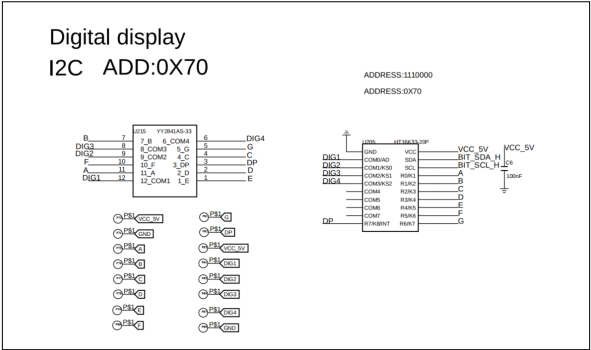 Digital display
I2C ADD:0X70
ADDRESS:1110000
ADDRESS:0X70
U215 YY2841AS-33
B 7 7_B 6_COM4 6 DIG4
DIG3 8 8_COM3 5_G 5 G
DIG2 9 9_COM2 4_C 4 C
F 10 10_F 3_DP 3 DP
A 11 11_A 2_D 2 D
DIG1 12 12_COM1 1_E 1 E
U205 HT16K33-20P
GND VCC VCC_5V VCC_5V
DIG1 COM0/AD SDA BIT_SDA_H
DIG2 COM1/KS0 SCL BIT_SCL_H C6
DIG3 COM2/KS1 R0/K1 A 100nF
DIG4 COM3/KS2 R1/K2 B
COM4 R2/K3 C
COM5 R3/K4 D
COM6 R4/K5 E
COM7 R5/K6 F
DP R7/K8/INT R6/K7 G
P$1 VCC_5V
P$1 GND
P$1 A
P$1 B
P$1 C
P$1 D
P$1 E
P$1 F
P$1 G
P$1 DP
P$1 VCC_5V
P$1 DIG1
P$1 DIG2
P$1 DIG3
P$1 DIG4
P$1 GND